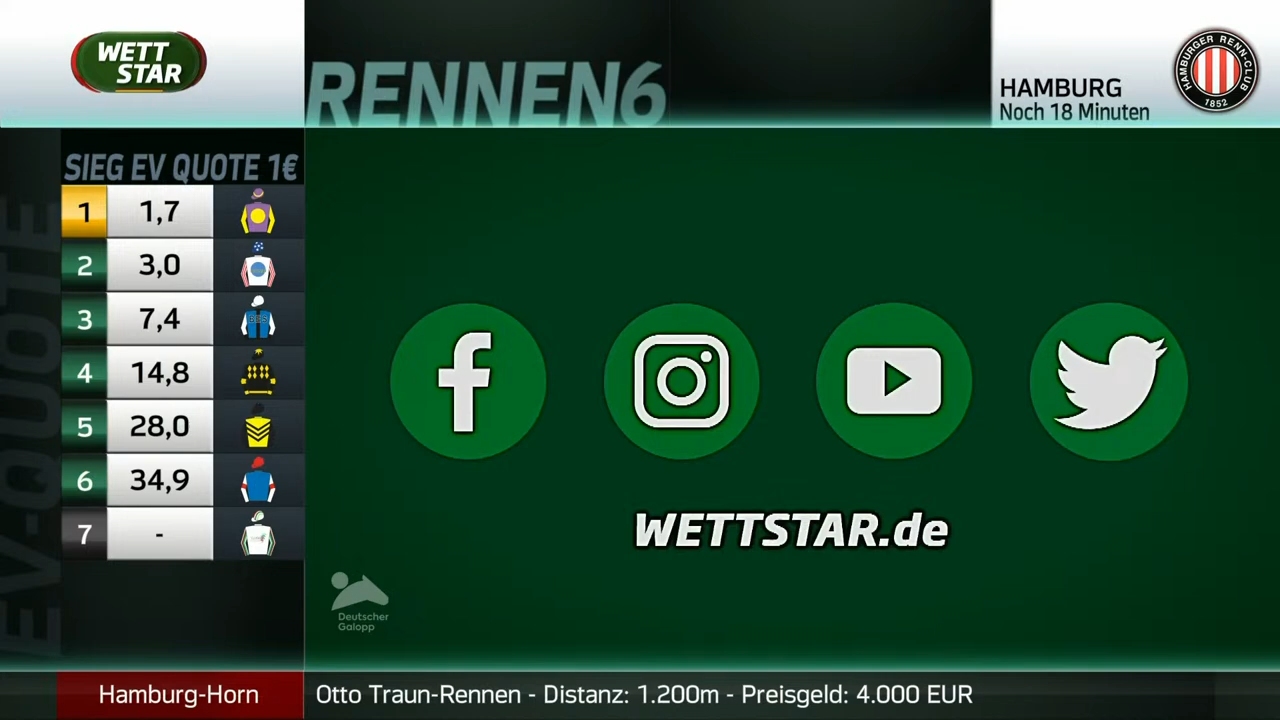 WETT
STAR
RENNEN6
HAMBURG
Noch 18 Minuten
HAMBURGER RENN-CLUB
1852
EV-QUOTE
SIEG EV QUOTE 1€
1 1,7
2 3,0
3 7,4
4 14,8
5 28,0
6 34,9
7 -
WETTSTAR.de
Deutscher
Galopp
Hamburg-Horn
Otto Traun-Rennen - Distanz: 1.200m - Preisgeld: 4.000 EUR